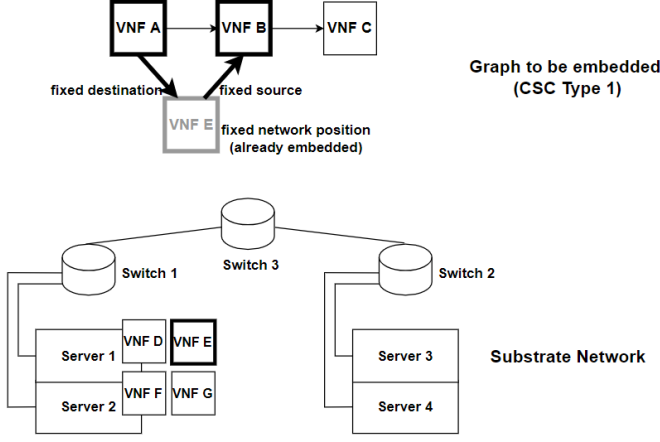 VNF A
VNF B
VNF C
Graph to be embedded
(CSC Type 1)
fixed destination
fixed source
VNF E
fixed network position
(already embedded)
Switch 3
Switch 1
Switch 2
Server 1
VNF D
VNF E
Server 3
Substrate Network
Server 2
VNF F
VNF G
Server 4